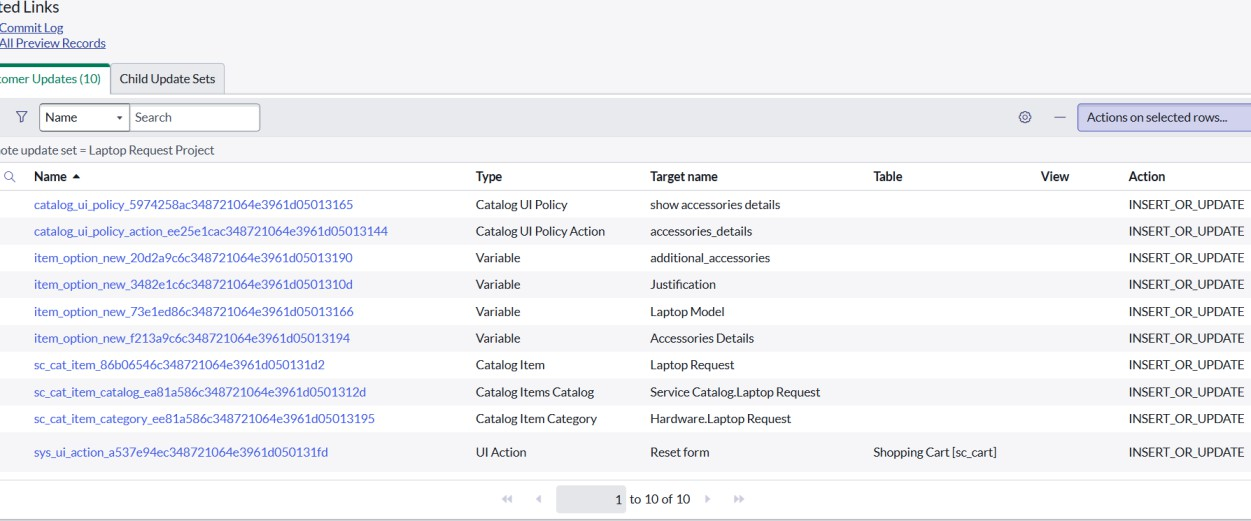 ted Links
Commit Log
All Preview Records
tomer Updates (10) Child Update Sets
Name Search Actions on selected rows...
ote update set = Laptop Request Project
Name Type Target name Table View Action
catalog_ui_policy_5974258ac348721064e3961d05013165 Catalog UI Policy show accessories details INSERT_OR_UPDATE
catalog_ui_policy_action_ee25e1cac348721064e3961d05013144 Catalog UI Policy Action accessories_details INSERT_OR_UPDATE
item_option_new_20d2a9c6c348721064e3961d05013190 Variable additional_accessories INSERT_OR_UPDATE
item_option_new_3482e1c6c348721064e3961d0501310d Variable Justification INSERT_OR_UPDATE
item_option_new_73e1ed86c348721064e3961d05013166 Variable Laptop Model INSERT_OR_UPDATE
item_option_new_f213a9c6c348721064e3961d05013194 Variable Accessories Details INSERT_OR_UPDATE
sc_cat_item_86b06546c348721064e3961d050131d2 Catalog Item Laptop Request INSERT_OR_UPDATE
sc_cat_item_catalog_ea81a586c348721064e3961d0501312d Catalog Items Catalog Service Catalog.Laptop Request INSERT_OR_UPDATE
sc_cat_item_category_ee81a586c348721064e3961d05013195 Catalog Item Category Hardware.Laptop Request INSERT_OR_UPDATE
sys_ui_action_a537e94ec348721064e3961d050131fd UI Action Reset form Shopping Cart [sc_cart] INSERT_OR_UPDATE
1 to 10 of 10